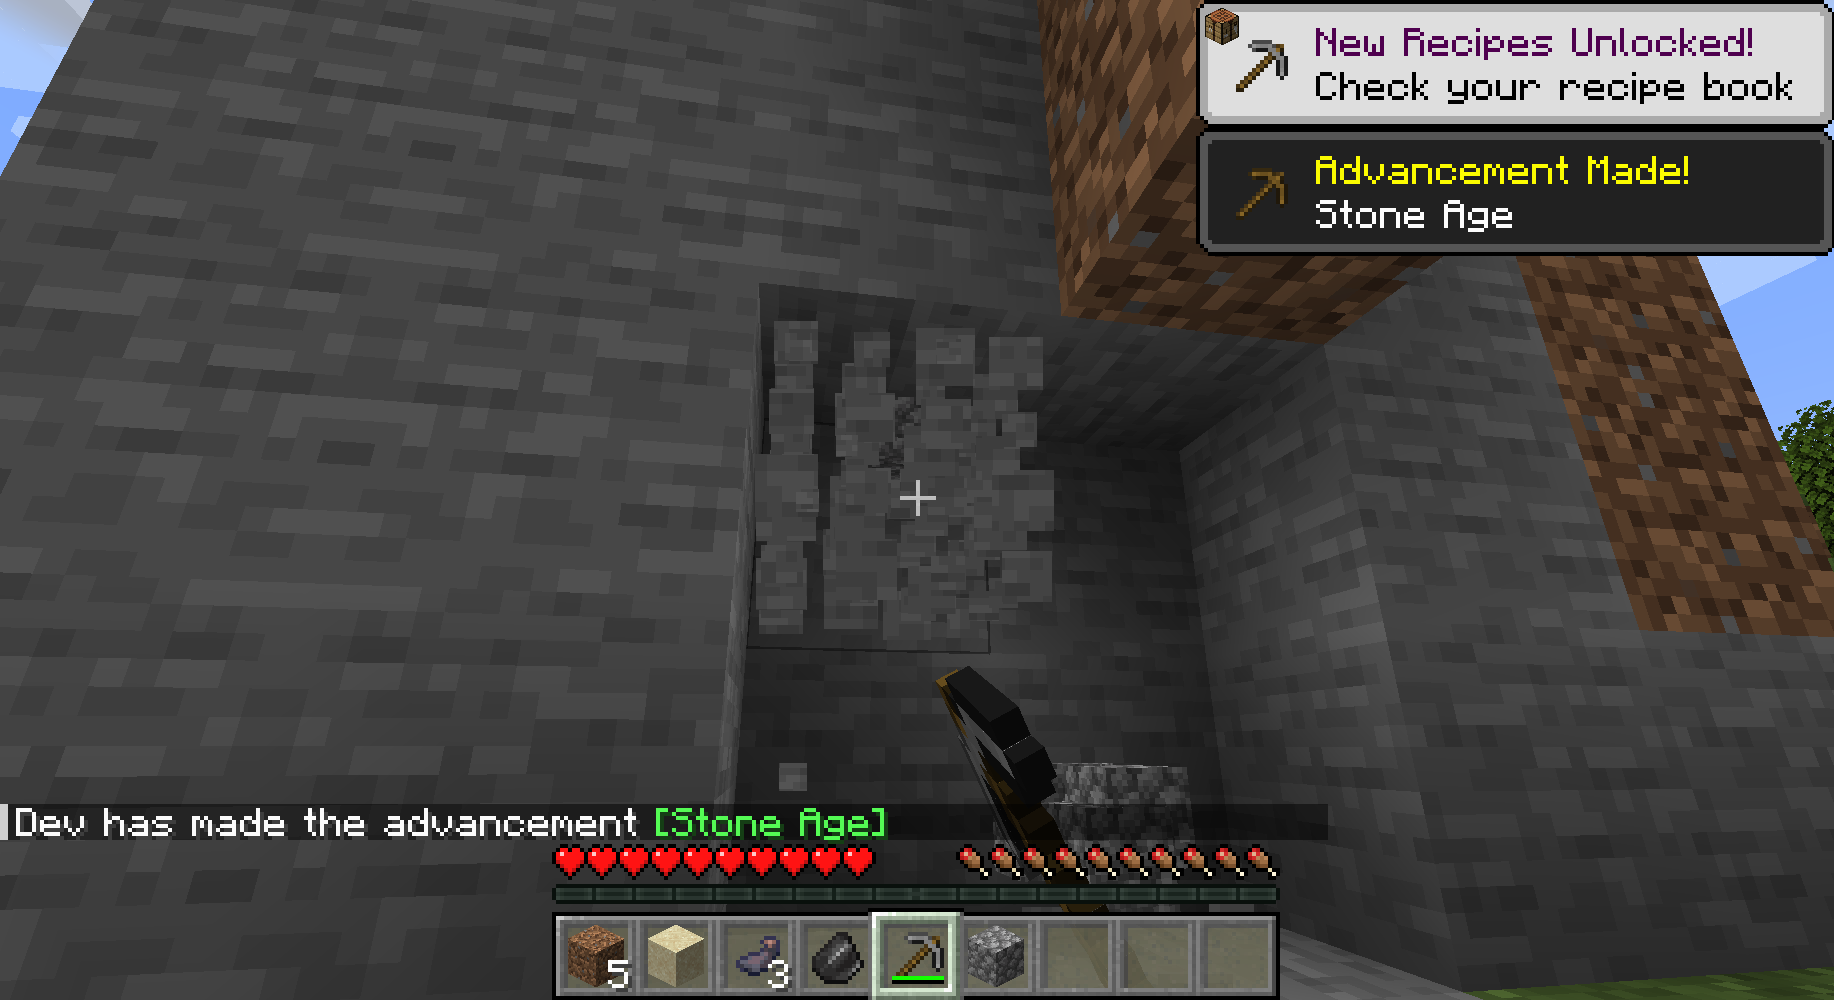 New Recipes Unlocked!
Check your recipe book
Advancement Made!
Stone Age
Dev has made the advancement [Stone Age]
5
3